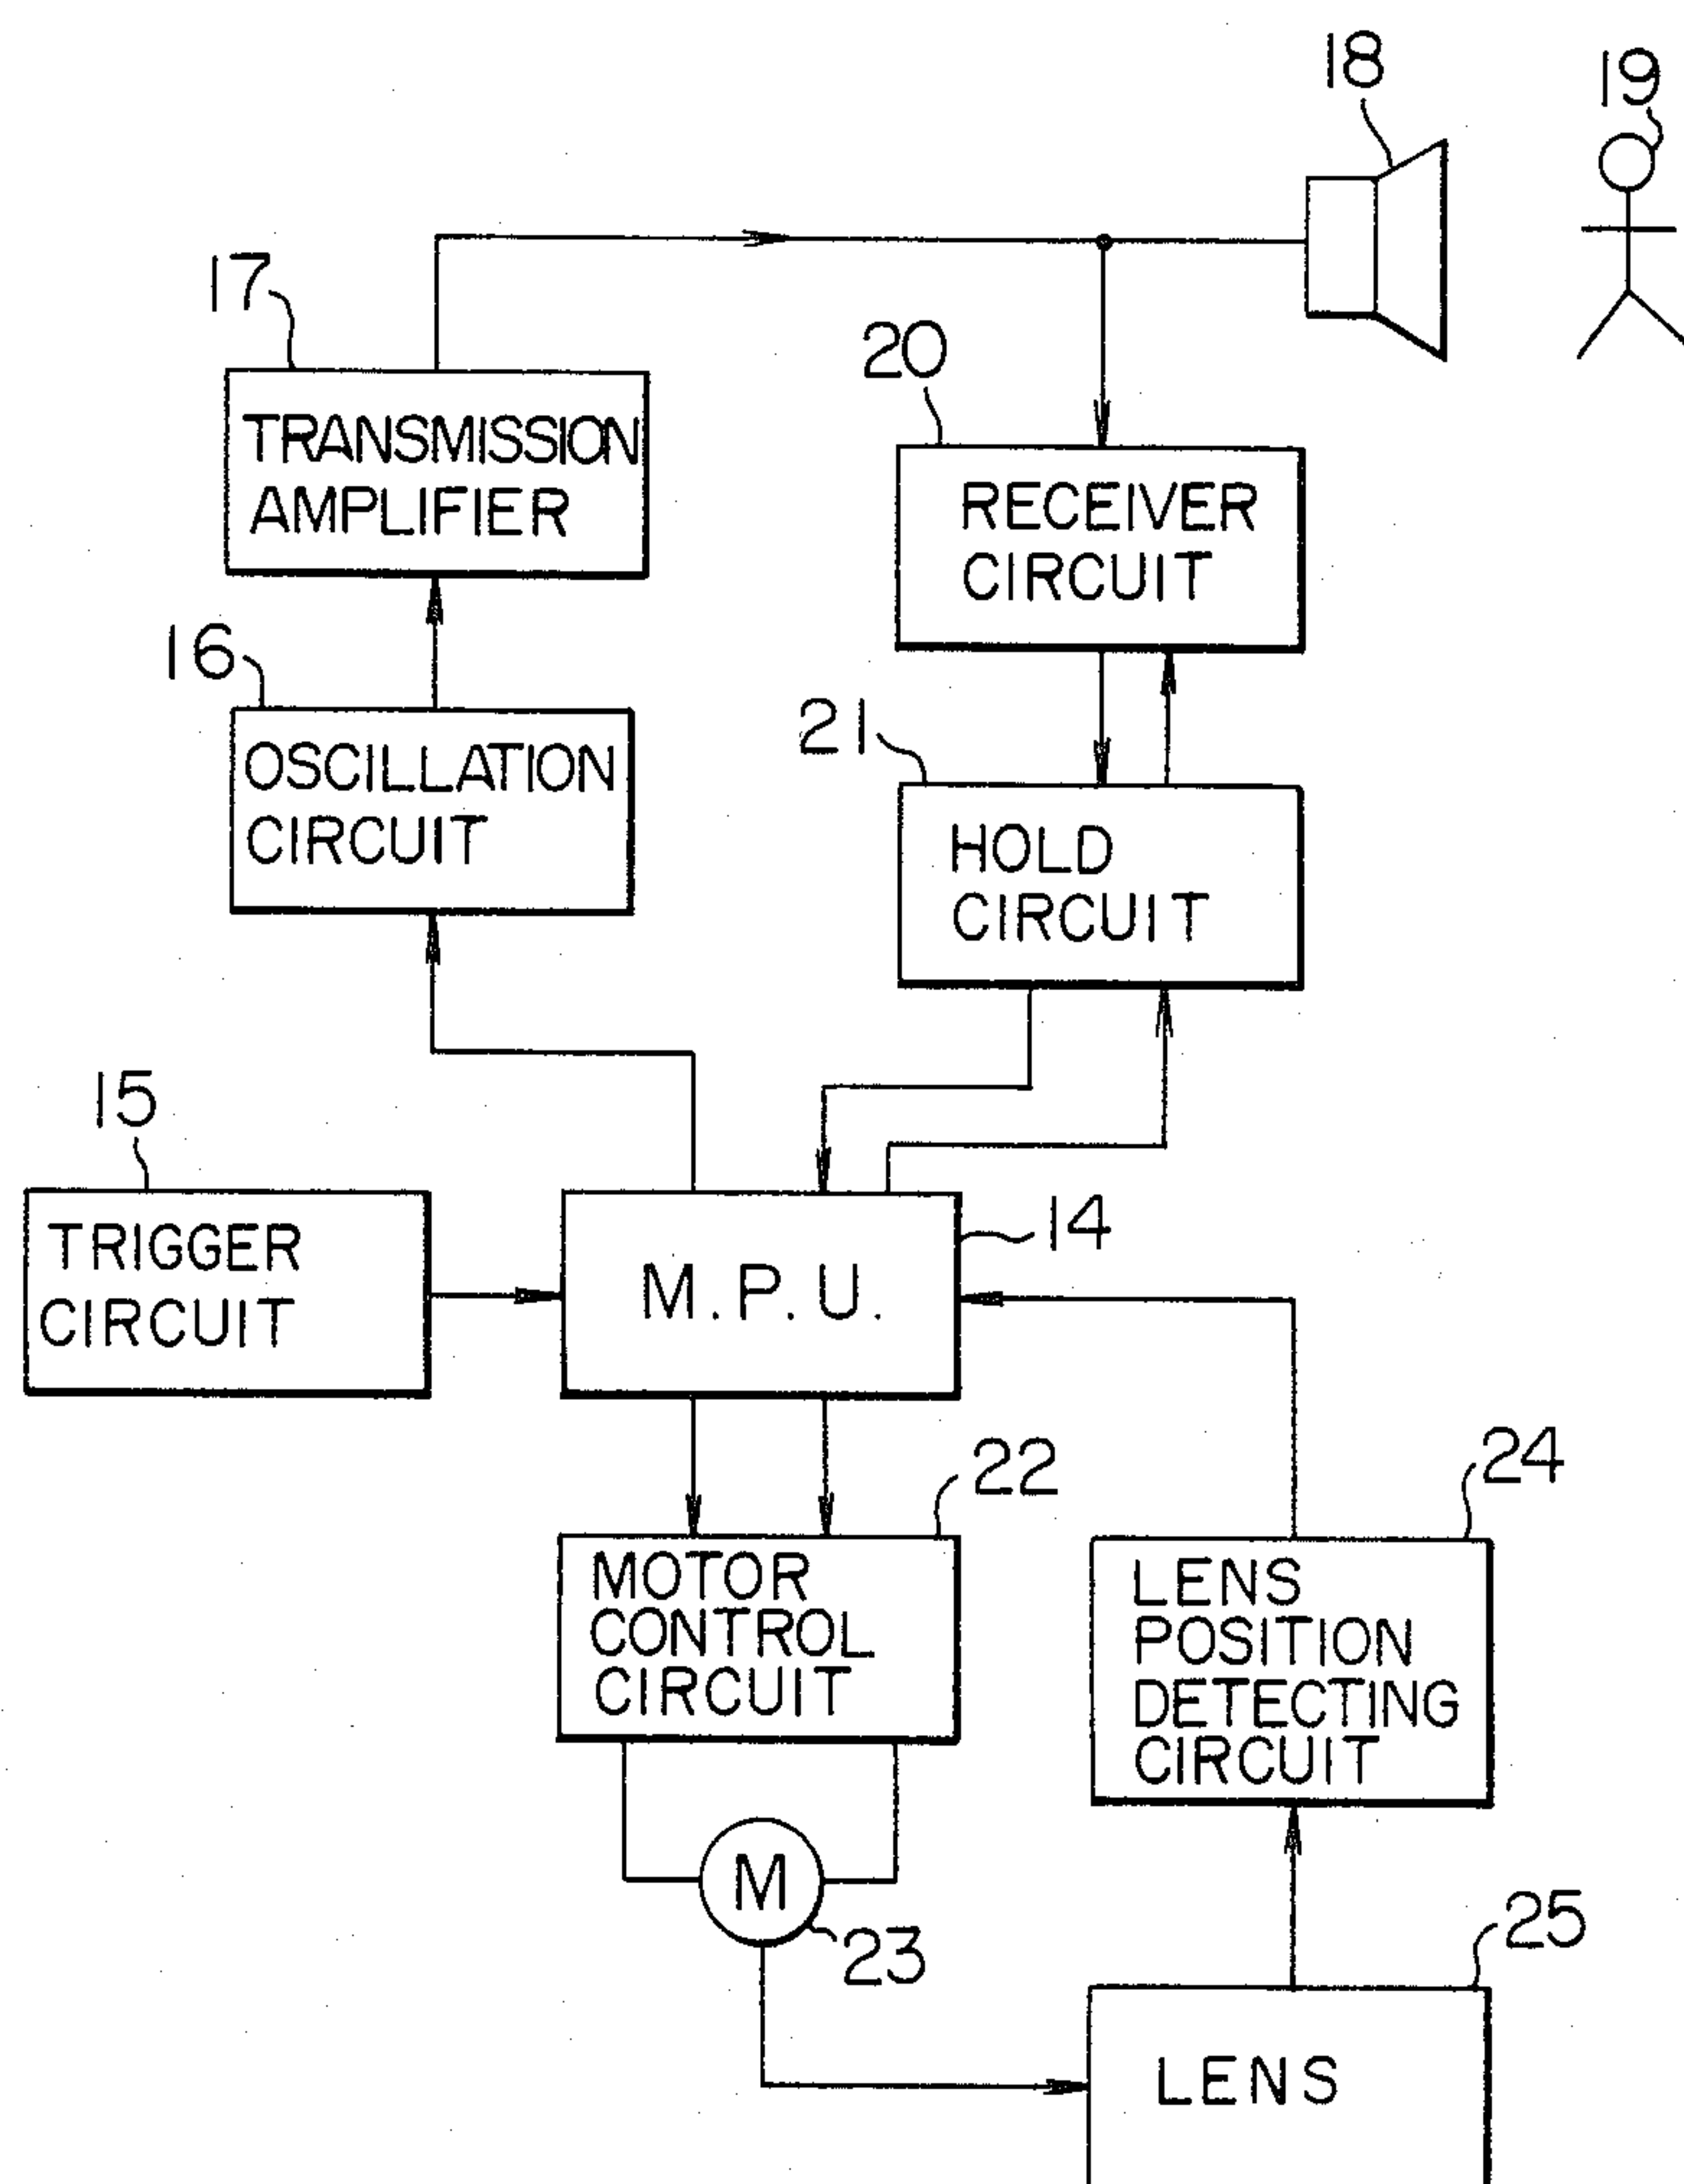 18
19
17
TRANSMISSION
AMPLIFIER
20
RECEIVER
CIRCUIT
16
OSCILLATION
CIRCUIT
21
HOLD
CIRCUIT
15
TRIGGER
CIRCUIT
14
M.P.U.
22
MOTOR
CONTROL
CIRCUIT
24
LENS
POSITION
DETECTING
CIRCUIT
M
23
25
LENS